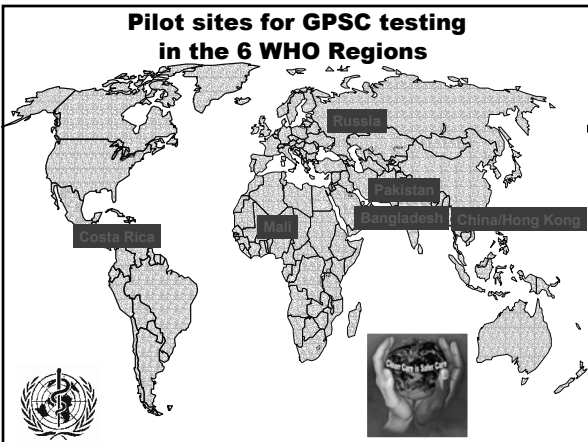 Pilot sites for GPSC testing
in the 6 WHO Regions
Russia
Pakistan
Bangladesh
China/Hong Kong
Mali
Costa Rica
Clean Care is Safer Care